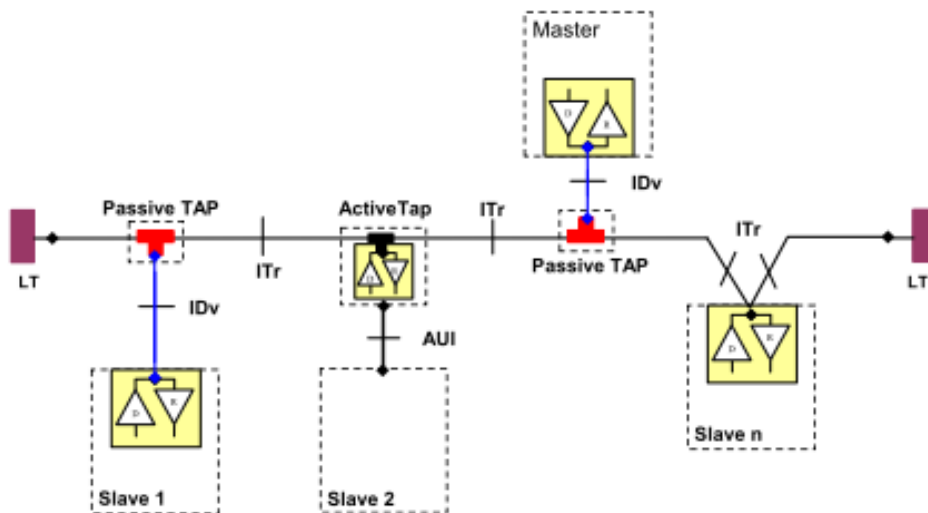 Master
D
R
IDv
Passive TAP
ActiveTap
ITr
ITr
LT
ITr
Passive TAP
LT
D
R
IDv
AUI
D
R
D
R
Slave 1
Slave 2
Slave n